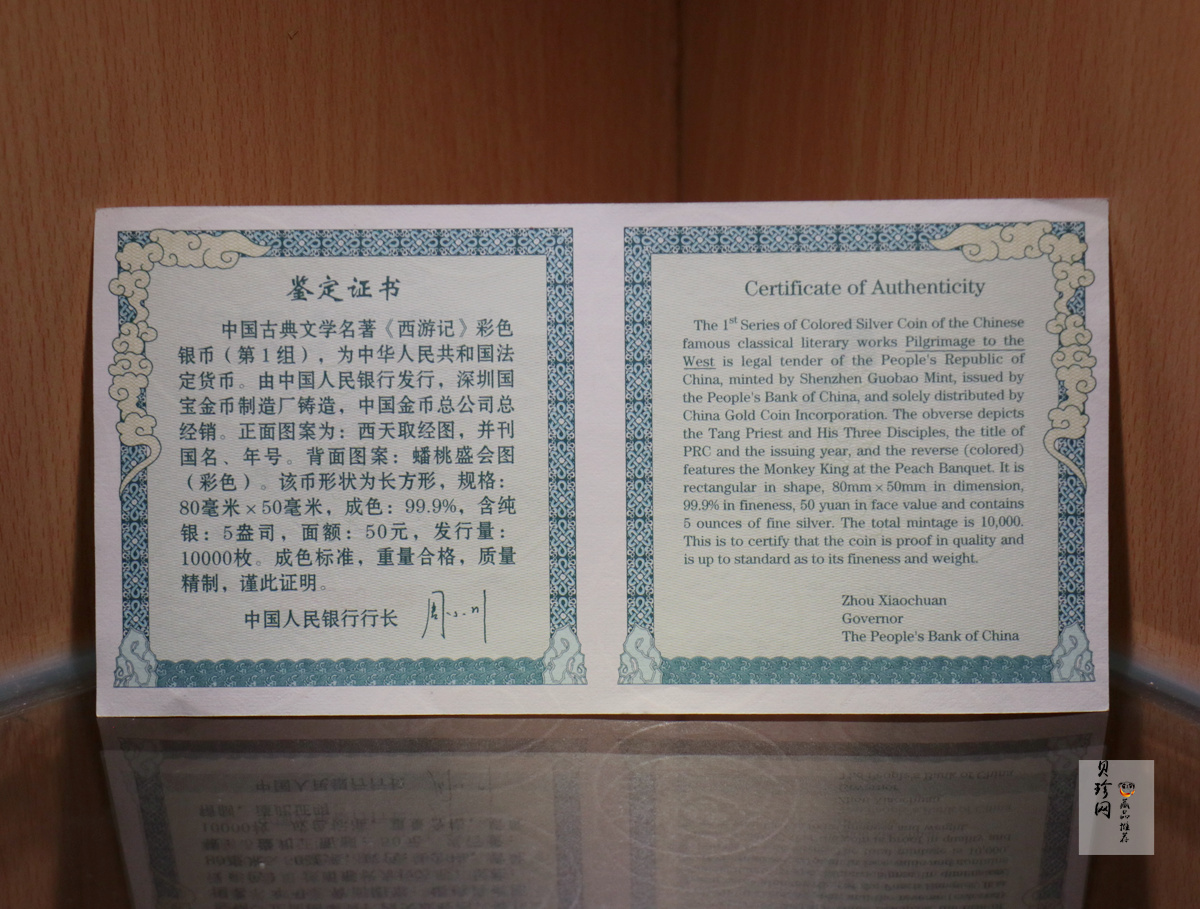 鉴定证书
中国古典文学名著《西游记》彩色
银币（第1组），为中华人民共和国法
定货币。由中国人民银行发行，深圳国
宝金币制造厂铸造，中国金币总公司总
经销。正面图案为：西天取经图，并刊
国名、年号。背面图案：蟠桃盛会图
（彩色）。该币形状为长方形，规格：
80毫米×50毫米，成色：99.9%，含纯
银：5盎司，面额：50元，发行量：
10000枚。成色标准，重量合格，质量
精制，谨此证明。
中国人民银行行长 周小川
Certificate of Authenticity
The 1st Series of Colored Silver Coin of the Chinese
famous classical literary works Pilgrimage to the
West is legal tender of the People's Republic of
China, minted by Shenzhen Guobao Mint, issued by
the People's Bank of China, and solely distributed by
China Gold Coin Incorporation. The obverse depicts
the Tang Priest and His Three Disciples, the title of
PRC and the issuing year, and the reverse (colored)
features the Monkey King at the Peach Banquet. It is
rectangular in shape, 80mm×50mm in dimension,
99.9% in fineness, 50 yuan in face value and contains
5 ounces of fine silver. The total mintage is 10,000.
This is to certify that the coin is proof in quality and
is up to standard as to its fineness and weight.
Zhou Xiaochuan
Governor
The People's Bank of China
贝珍网
藏品推荐